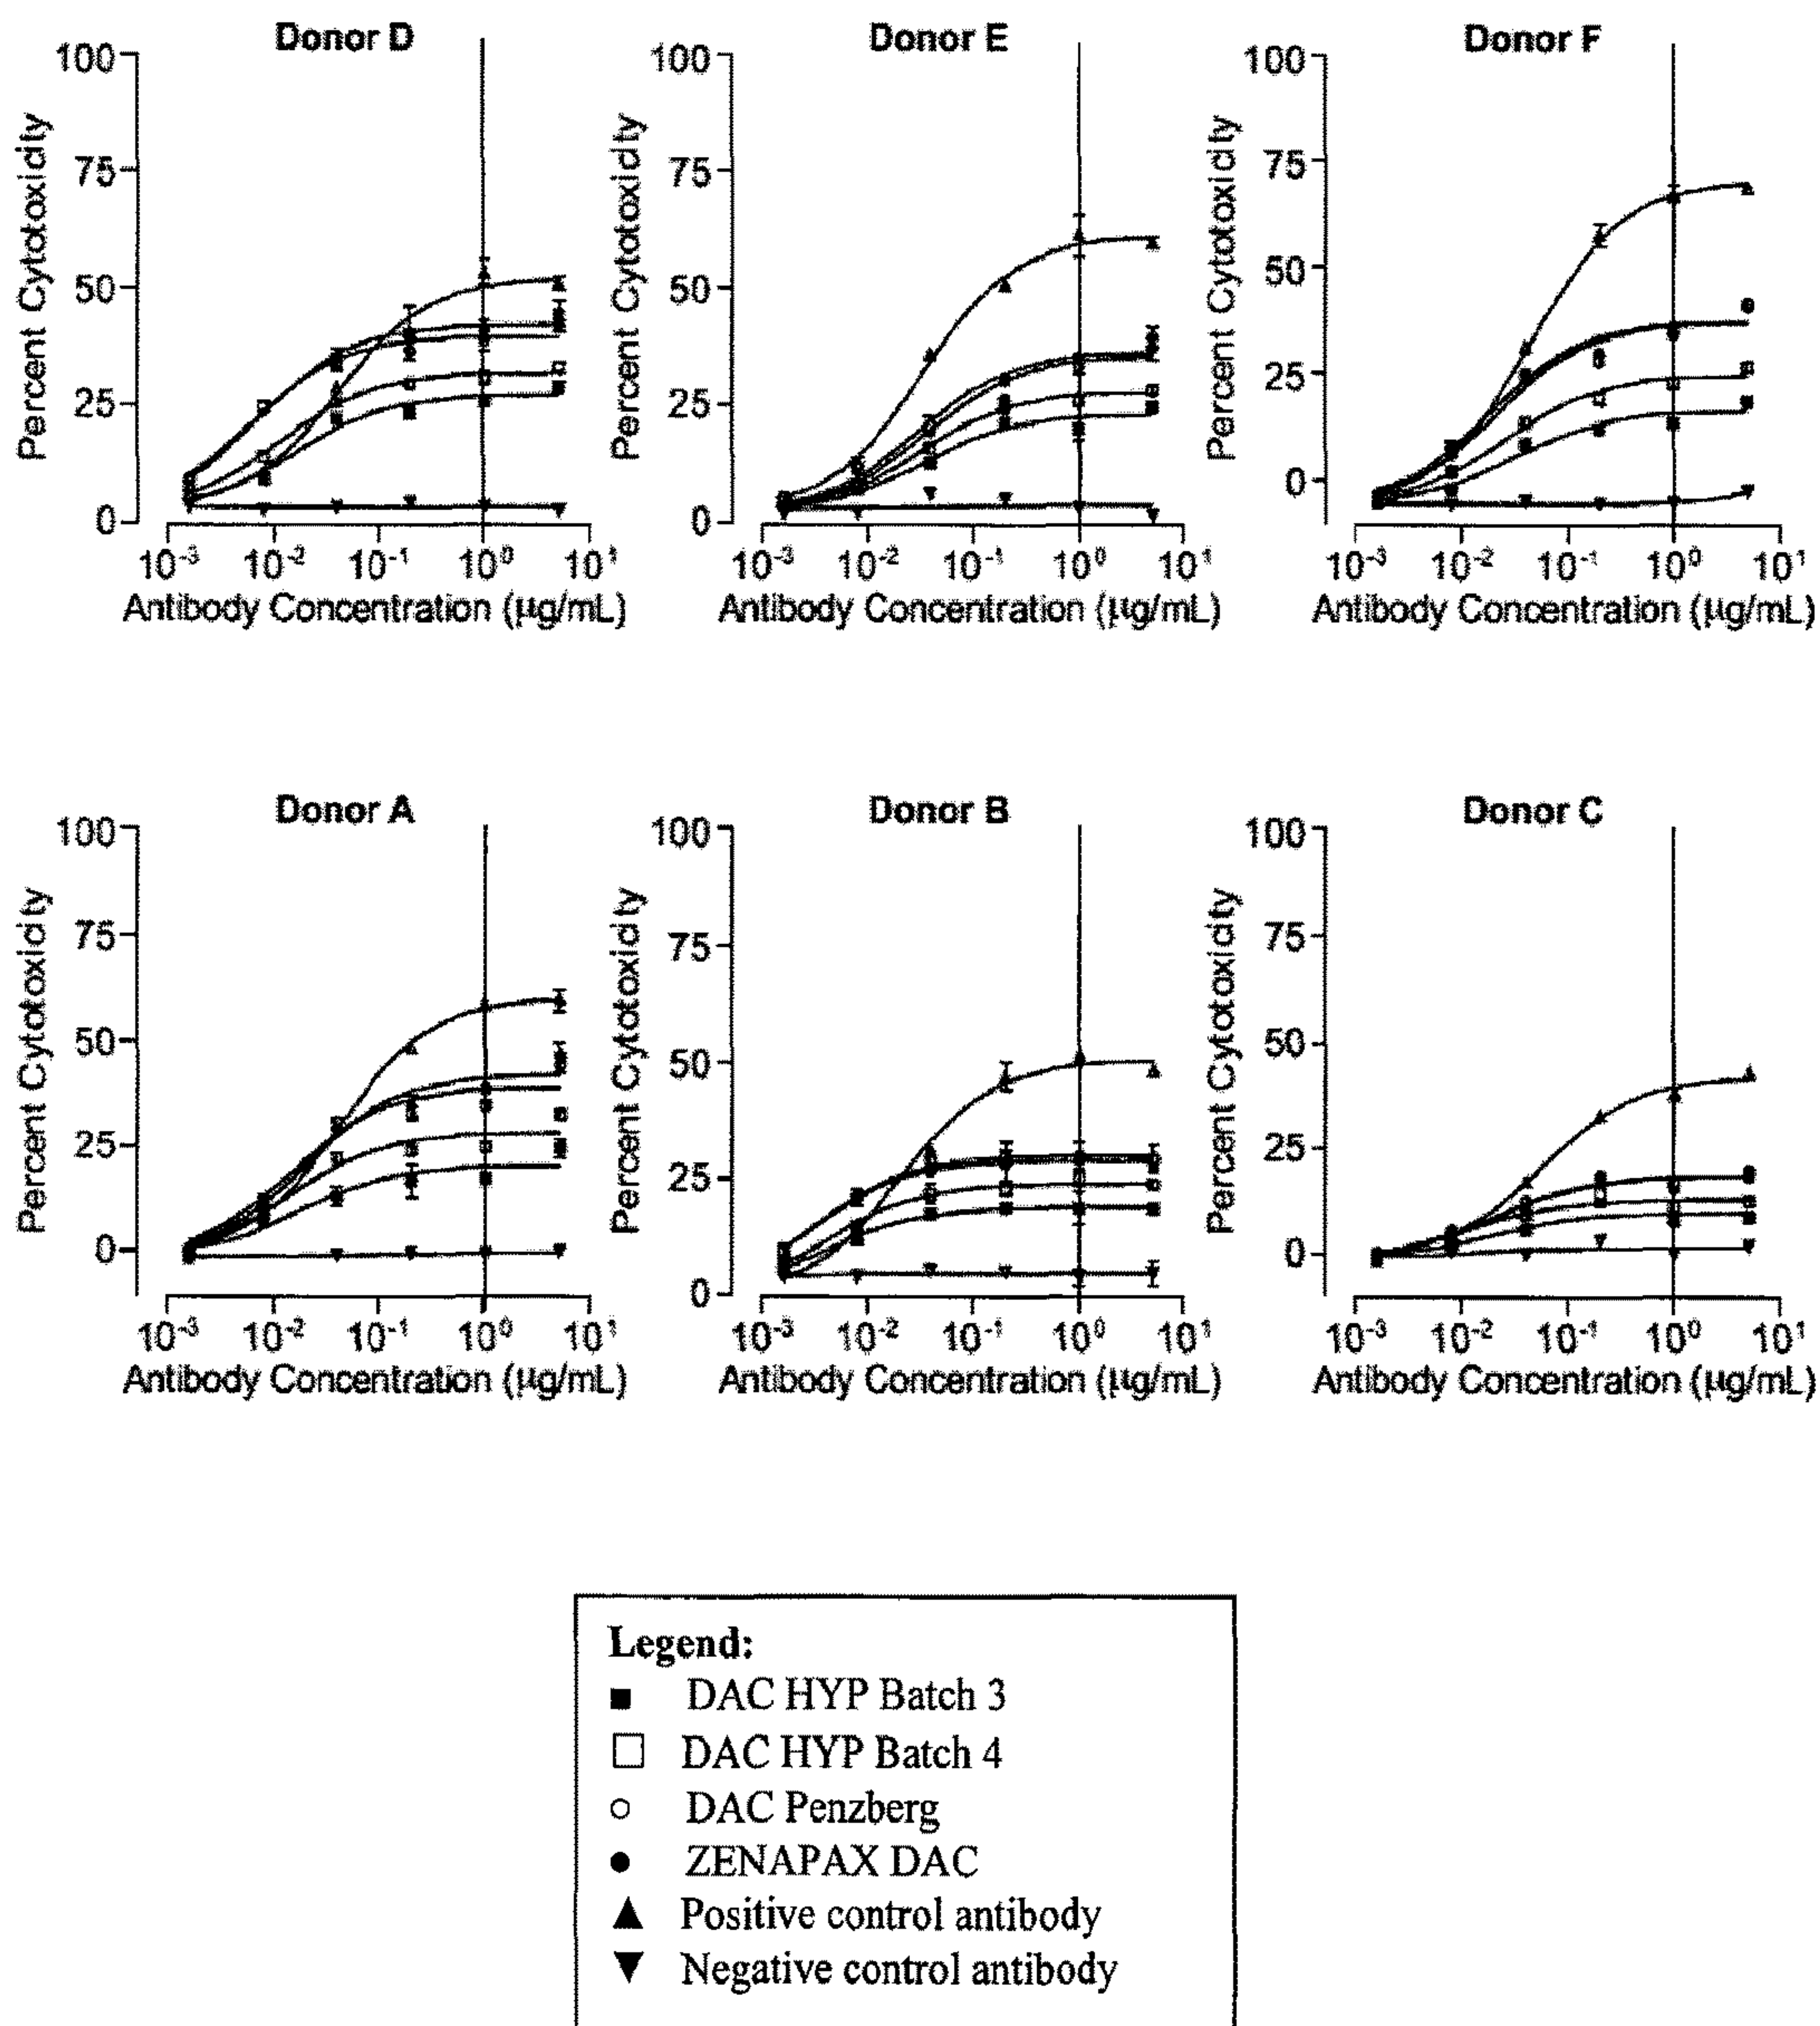 Donor D
Percent Cytotoxicity
100
75
50
25
0
10⁻³ 10⁻² 10⁻¹ 10⁰ 10¹
Antibody Concentration (µg/mL)
Donor E
Percent Cytotoxicity
100
75
50
25
0
10⁻³ 10⁻² 10⁻¹ 10⁰ 10¹
Antibody Concentration (µg/mL)
Donor F
Percent Cytotoxicity
100
75
50
25
0
10⁻³ 10⁻² 10⁻¹ 10⁰ 10¹
Antibody Concentration (µg/mL)
Donor A
Percent Cytotoxicity
100
75
50
25
0
10⁻³ 10⁻² 10⁻¹ 10⁰ 10¹
Antibody Concentration (µg/mL)
Donor B
Percent Cytotoxicity
100
75
50
25
0
10⁻³ 10⁻² 10⁻¹ 10⁰ 10¹
Antibody Concentration (µg/mL)
Donor C
Percent Cytotoxicity
100
75
50
25
0
10⁻³ 10⁻² 10⁻¹ 10⁰ 10¹
Antibody Concentration (µg/mL)
Legend:
DAC HYP Batch 3
DAC HYP Batch 4
DAC Penzberg
ZENAPAX DAC
Positive control antibody
Negative control antibody